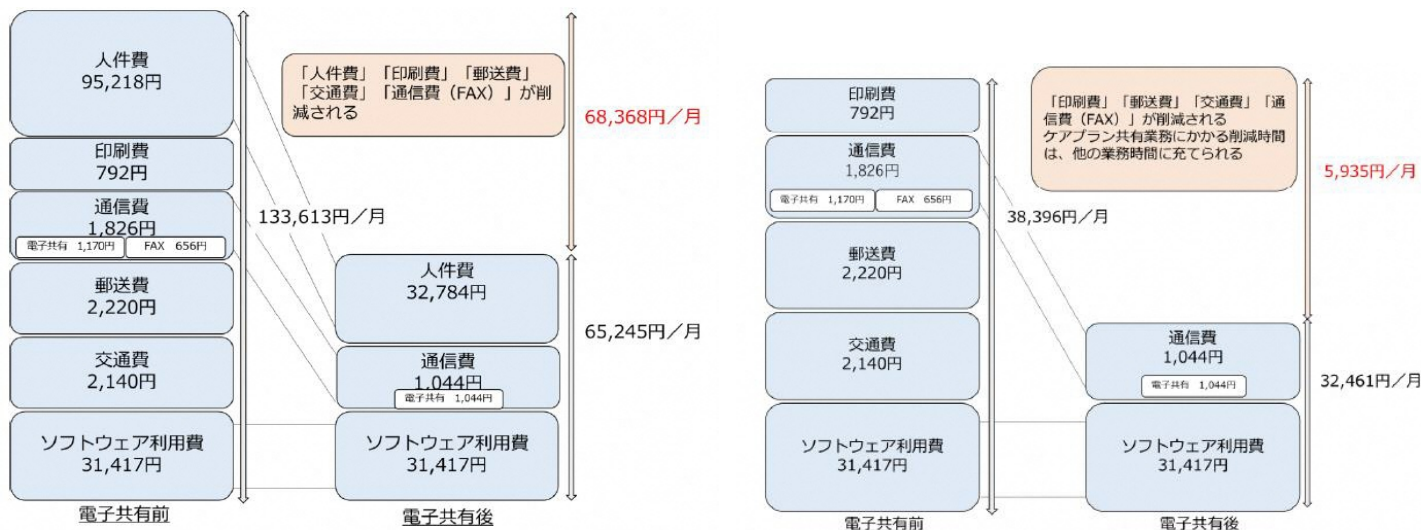 人件費
95,218円
印刷費
792円
通信費
1,826円
電子共有 1,170円
FAX 656円
郵送費
2,220円
交通費
2,140円
ソフトウェア利用費
31,417円
電子共有前
133,613円／月
「人件費」「印刷費」「郵送費」
「交通費」「通信費（FAX）」が削
減される
68,368円／月
人件費
32,784円
通信費
1,044円
電子共有 1,044円
ソフトウェア利用費
31,417円
電子共有後
65,245円／月
印刷費
792円
通信費
1,826円
電子共有 1,170円
FAX 656円
郵送費
2,220円
交通費
2,140円
ソフトウェア利用費
31,417円
電子共有前
38,396円／月
「印刷費」「郵送費」「交通費」「通
信費（FAX）」が削減される
ケアプラン共有業務にかかる削減時間
は、他の業務時間に充てられる
5,935円／月
通信費
1,044円
電子共有 1,044円
ソフトウェア利用費
31,417円
電子共有後
32,461円／月